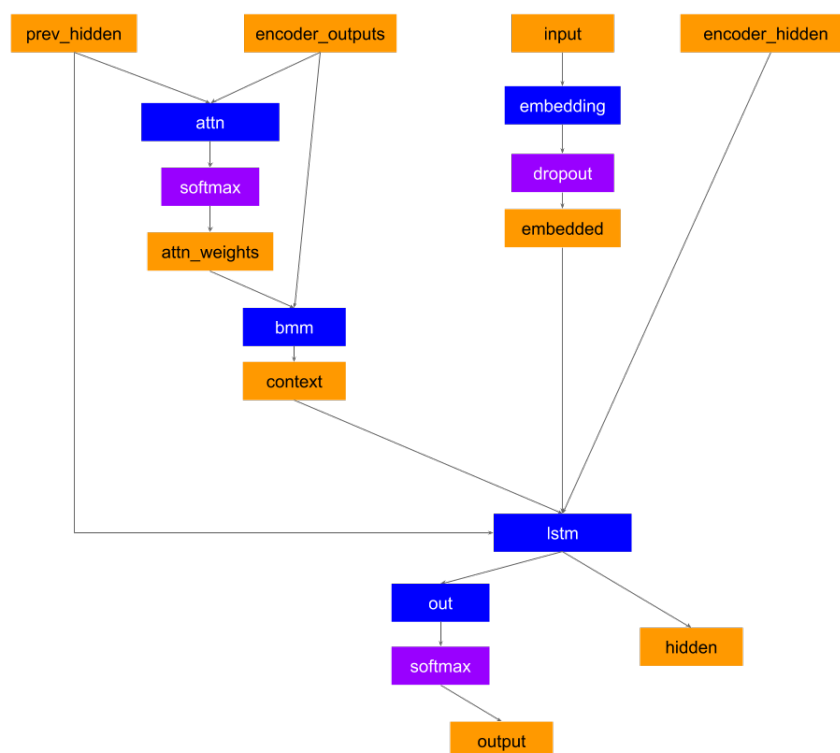 prev_hidden
encoder_outputs
input
encoder_hidden
attn
embedding
softmax
dropout
attn_weights
embedded
bmm
context
lstm
out
hidden
softmax
output